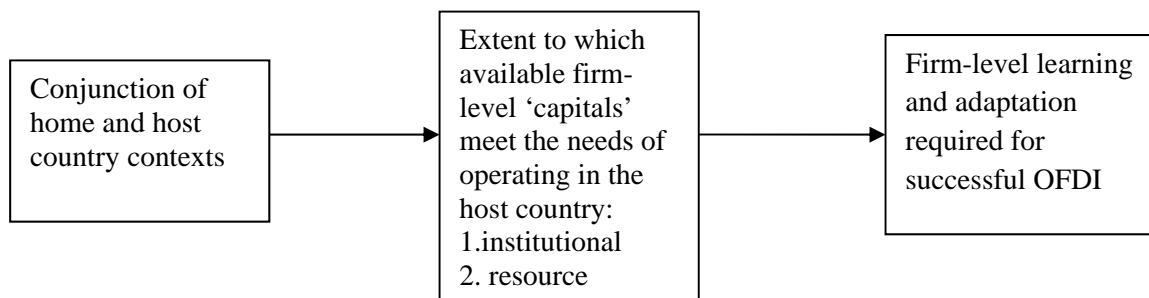 Conjunction of
home and host
country contexts
Extent to which
available firm-
level ‘capitals’
meet the needs of
operating in the
host country:
1.institutional
2. resource
Firm-level learning
and adaptation
required for
successful OFDI